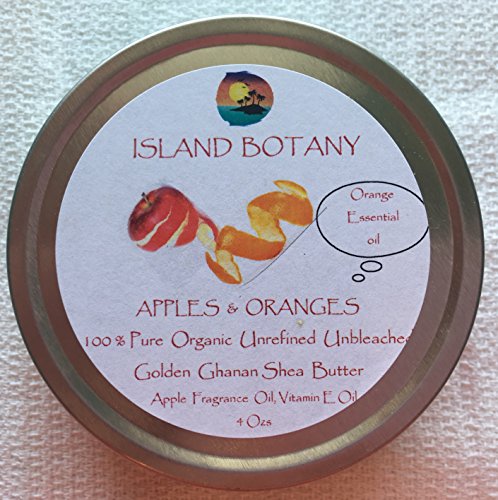 ISLAND BOTANY
Orange
Essential
oil
APPLES & ORANGES
100 % Pure Organic Unrefined Unbleached
Golden Ghanan Shea Butter
Apple Fragrance Oil, Vitamin E Oil
4 Ozs